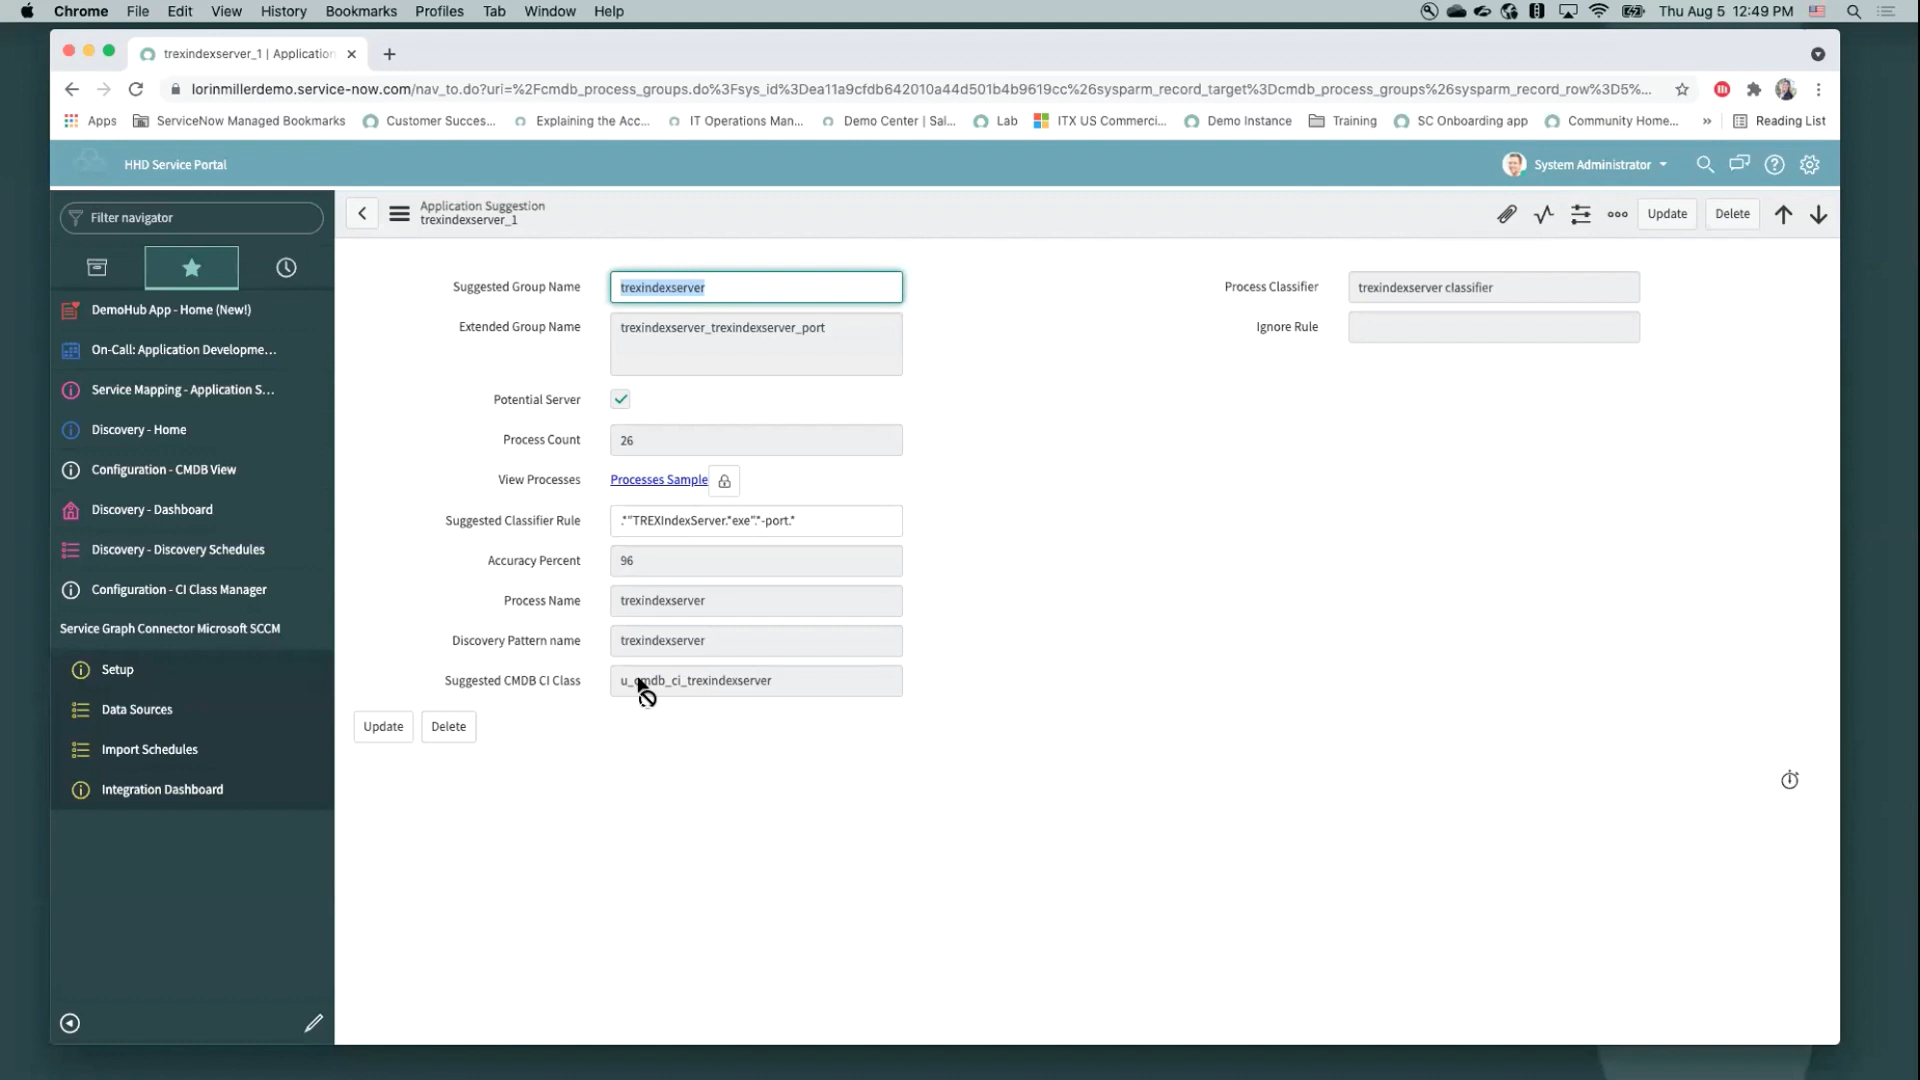 Chrome File Edit View History Bookmarks Profiles Tab Window Help
Thu Aug 5 12:49 PM
trexindexserver_1 | Application
lorinmillerdemo.service-now.com/nav_to.do?uri=%2Fcmdb_process_groups.do%3Fsys_id%3Dea11a9cfdb642010a44d501b4b9619cc%26sysparm_record_target%3Dcmdb_process_groups%26sysparm_record_row%3D5%...
Apps ServiceNow Managed Bookmarks Customer Succes... Explaining the Acc... IT Operations Man... Demo Center | Sal... Lab ITX US Commerci... Demo Instance Training SC Onboarding app Community Home... » Reading List
HHD Service Portal
System Administrator
Filter navigator
DemoHub App - Home (New!)
On-Call: Application Developme...
Service Mapping - Application S...
Discovery - Home
Configuration - CMDB View
Discovery - Dashboard
Discovery - Discovery Schedules
Configuration - CI Class Manager
Service Graph Connector Microsoft SCCM
Setup
Data Sources
Import Schedules
Integration Dashboard
Application Suggestion
trexindexserver_1
Update Delete
Suggested Group Name trexindexserver
Extended Group Name trexindexserver_trexindexserver_port
Potential Server
Process Count 26
View Processes Processes Sample
Suggested Classifier Rule .*"TREXIndexServer.*exe".*-port.*
Accuracy Percent 96
Process Name trexindexserver
Discovery Pattern name trexindexserver
Suggested CMDB CI Class u_cmdb_ci_trexindexserver
Process Classifier trexindexserver classifier
Ignore Rule
Update Delete